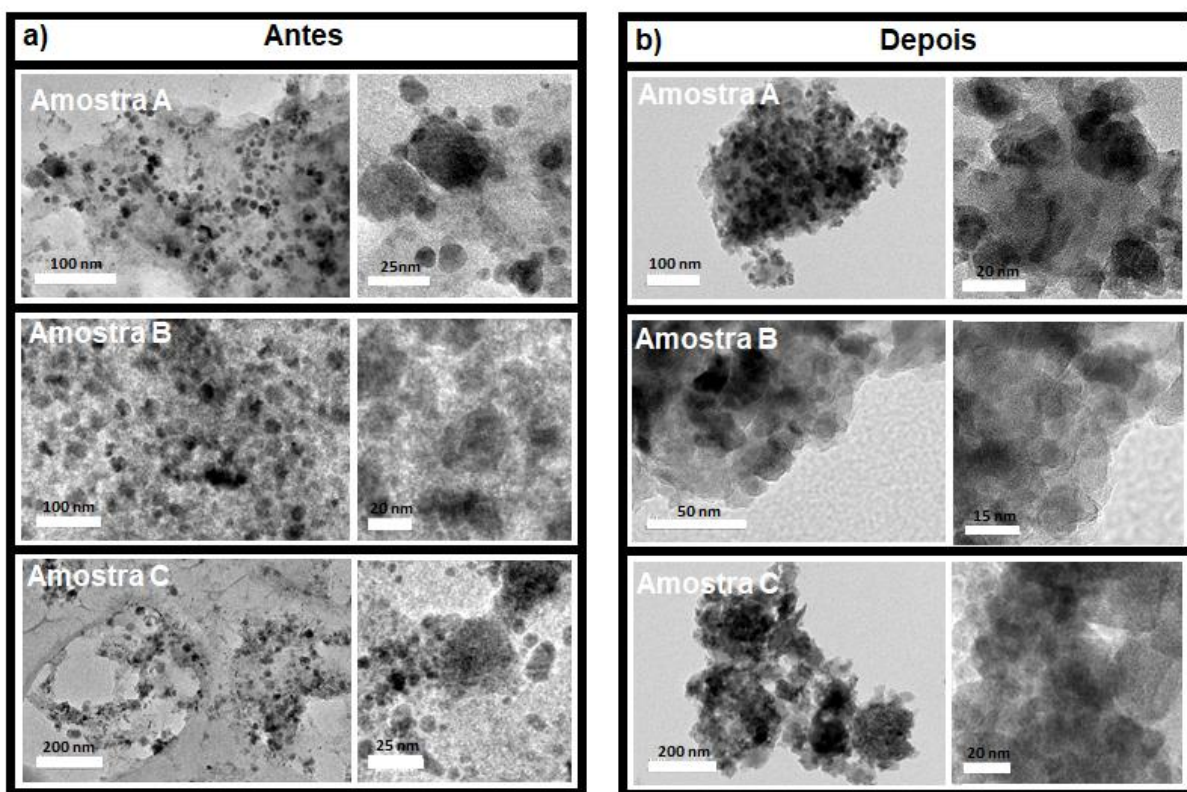 a) Antes
Amostra A
100 nm
25nm
Amostra B
100 nm
20 nm
Amostra C
200 nm
25 nm
b) Depois
Amostra A
100 nm
20 nm
Amostra B
50 nm
15 nm
Amostra C
200 nm
20 nm